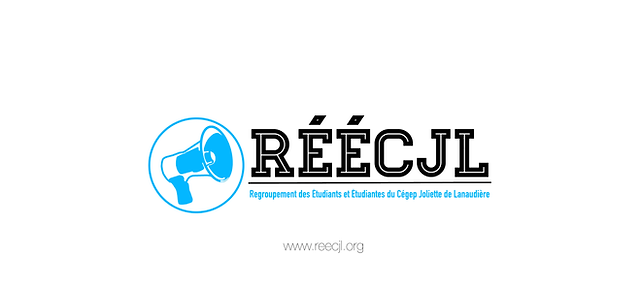 RÉÉCJL
Regroupement des Etudiants et Etudiantes du Cégep Joliette de Lanaudière
www.reecjl.org